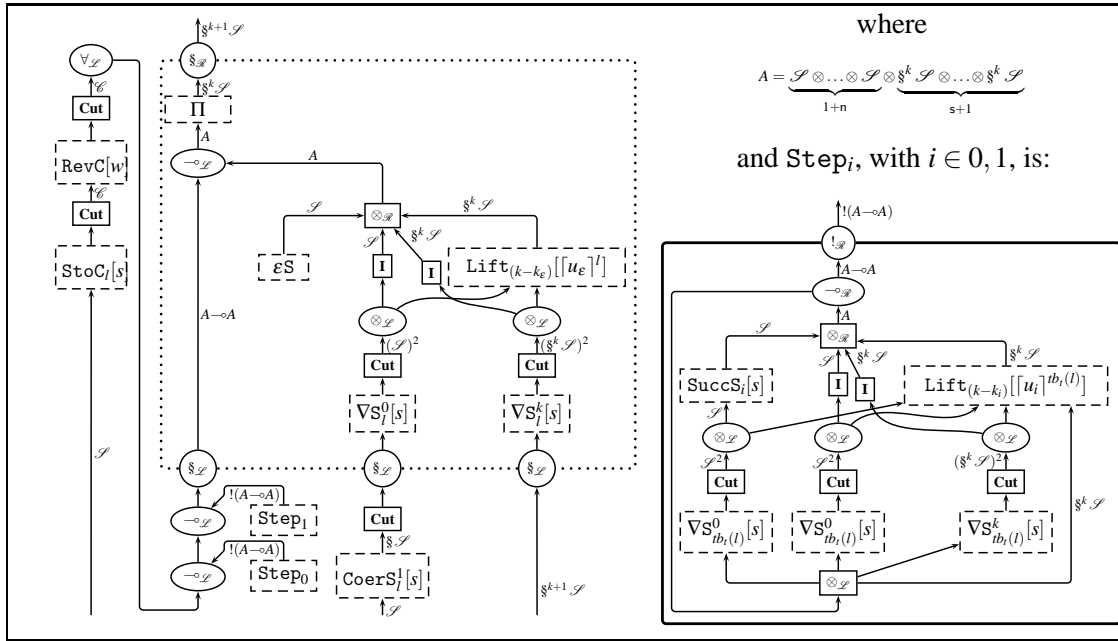 §^{k+1} 𝒮
∀_ℒ
§_ℛ
𝒞
§^k 𝒮
Cut
Π
A
RevC[w]
⊸_ℒ
A
𝒞
Cut
𝒮
⊗_ℛ
§^k 𝒮
StoC_l[s]
εS
𝒮
§^k 𝒮
I
I
Lift_{(k−k_ε)}[⌈u_ε⌉^l]
A⊸A
⊗_ℒ
⊗_ℒ
(𝒮)^2
(§^k 𝒮)^2
Cut
Cut
∇S^0_l[s]
∇S^k_l[s]
𝒮
§_ℒ
§_ℒ
§_ℒ
!(A⊸A)
⊸_ℒ
Step_1
Cut
!(A⊸A)
§ 𝒮
⊸_ℒ
Step_0
CoerS^1_l[s]
𝒮
§^{k+1} 𝒮
where
A = 𝒮 ⊗ … ⊗ 𝒮 ⊗ §^k 𝒮 ⊗ … ⊗ §^k 𝒮
1+n
s+1
and Step_i, with i ∈ 0, 1, is:
!(A⊸A)
!_ℛ
A⊸A
⊸_ℛ
A
𝒮
⊗_ℛ
𝒮
§^k 𝒮
§^k 𝒮
SuccS_i[s]
I
I
Lift_{(k−k_i)}[⌈u_i⌉^{tb_t(l)}]
𝒮
⊗_ℒ
⊗_ℒ
⊗_ℒ
𝒮^2
𝒮^2
(§^k 𝒮)^2
Cut
Cut
Cut
§^k 𝒮
∇S^0_{tb_t(l)}[s]
∇S^0_{tb_t(l)}[s]
∇S^k_{tb_t(l)}[s]
⊗_ℒ